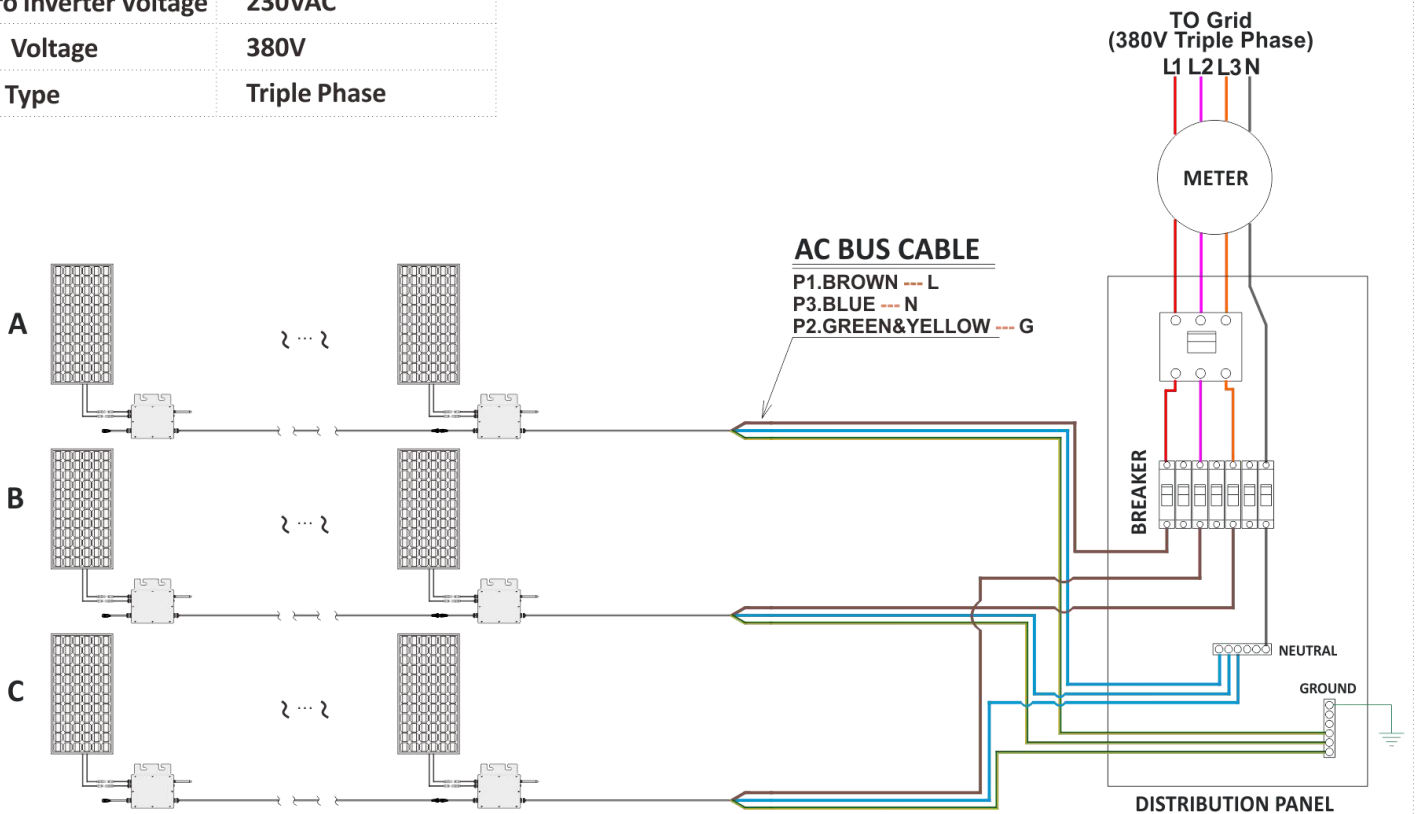 Inverter Voltage 230VAC
Voltage 380V
Type Triple Phase
TO Grid
(380V Triple Phase)
L1 L2 L3 N
METER
AC BUS CABLE
P1.BROWN --- L
P3.BLUE --- N
P2.GREEN&YELLOW --- G
A
B
C
BREAKER
NEUTRAL
GROUND
DISTRIBUTION PANEL